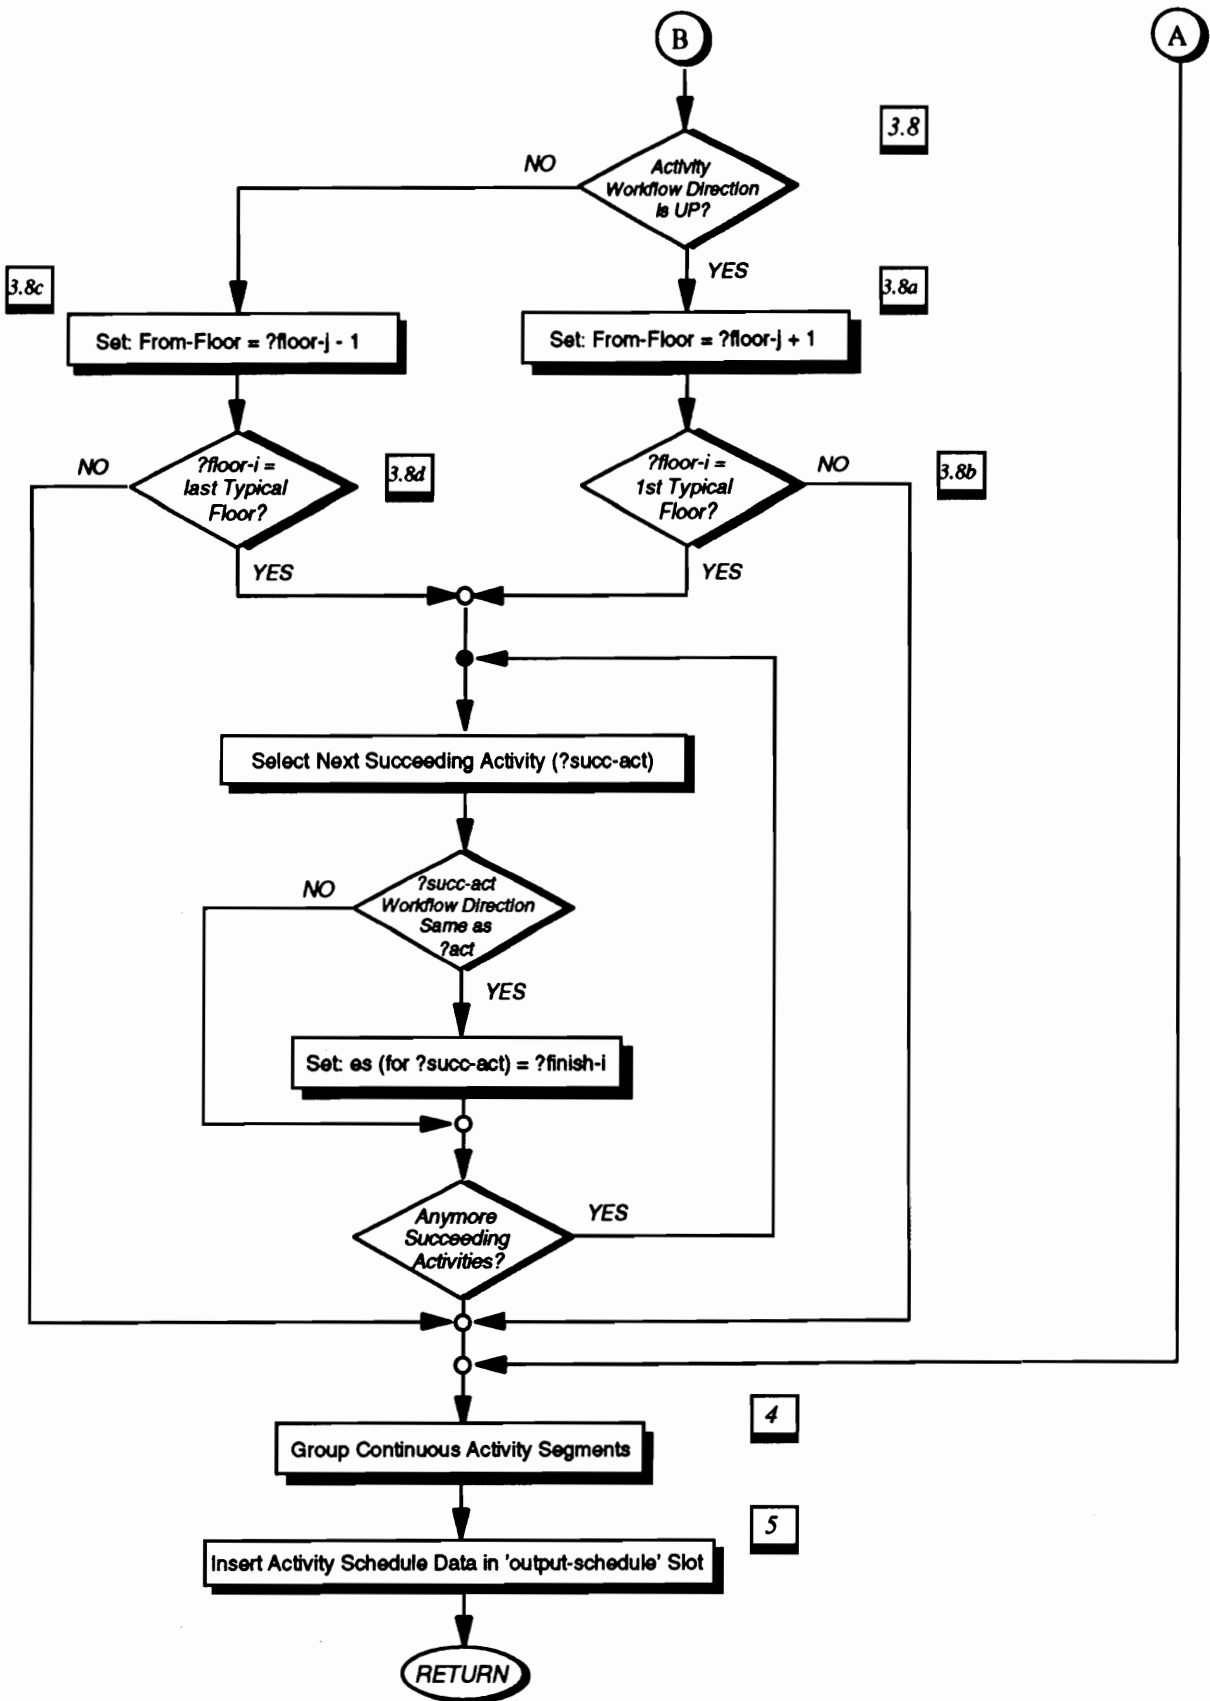 B
A
3.8
Activity
Workflow Direction
is UP?
NO
YES
3.8c
3.8a
Set: From-Floor = ?floor-j - 1
Set: From-Floor = ?floor-j + 1
NO
?floor-i =
last Typical
Floor?
3.8d
?floor-i =
1st Typical
Floor?
NO
3.8b
YES
YES
Select Next Succeeding Activity (?succ-act)
NO
?succ-act
Workflow Direction
Same as
?act
YES
Set: es (for ?succ-act) = ?finish-i
Anymore
Succeeding
Activities?
YES
4
Group Continuous Activity Segments
5
Insert Activity Schedule Data in 'output-schedule' Slot
RETURN